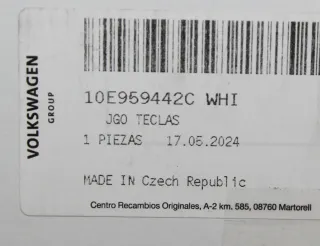 VOLKSWAGEN
GROUP
10E959442C WHI
JGO TECLAS
1 PIEZAS 17.05.2024
MADE IN Czech Republic
Centro Recambios Originales, A-2 km. 585, 08760 Martorell